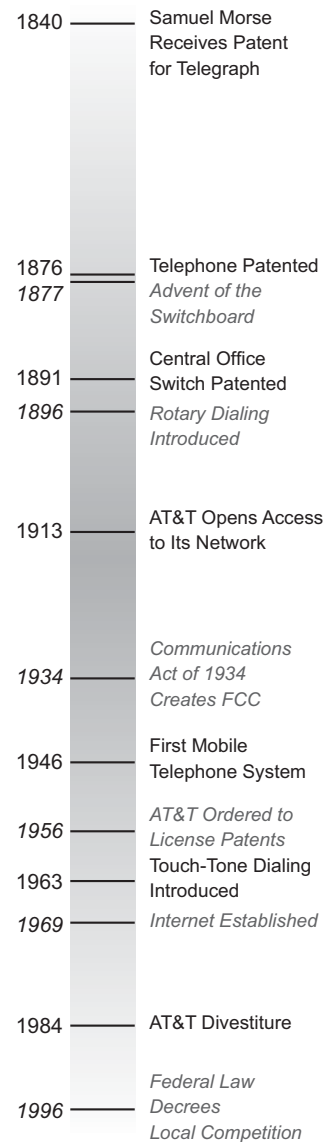 1840 Samuel Morse
Receives Patent
for Telegraph
1876 Telephone Patented
1877 Advent of the
Switchboard
Central Office
1891 Switch Patented
1896 Rotary Dialing
Introduced
1913 AT&T Opens Access
to Its Network
Communications
1934 Act of 1934
Creates FCC
First Mobile
1946 Telephone System
AT&T Ordered to
1956 License Patents
Touch-Tone Dialing
1963 Introduced
1969 Internet Established
1984 AT&T Divestiture
Federal Law
1996 Decrees
Local Competition